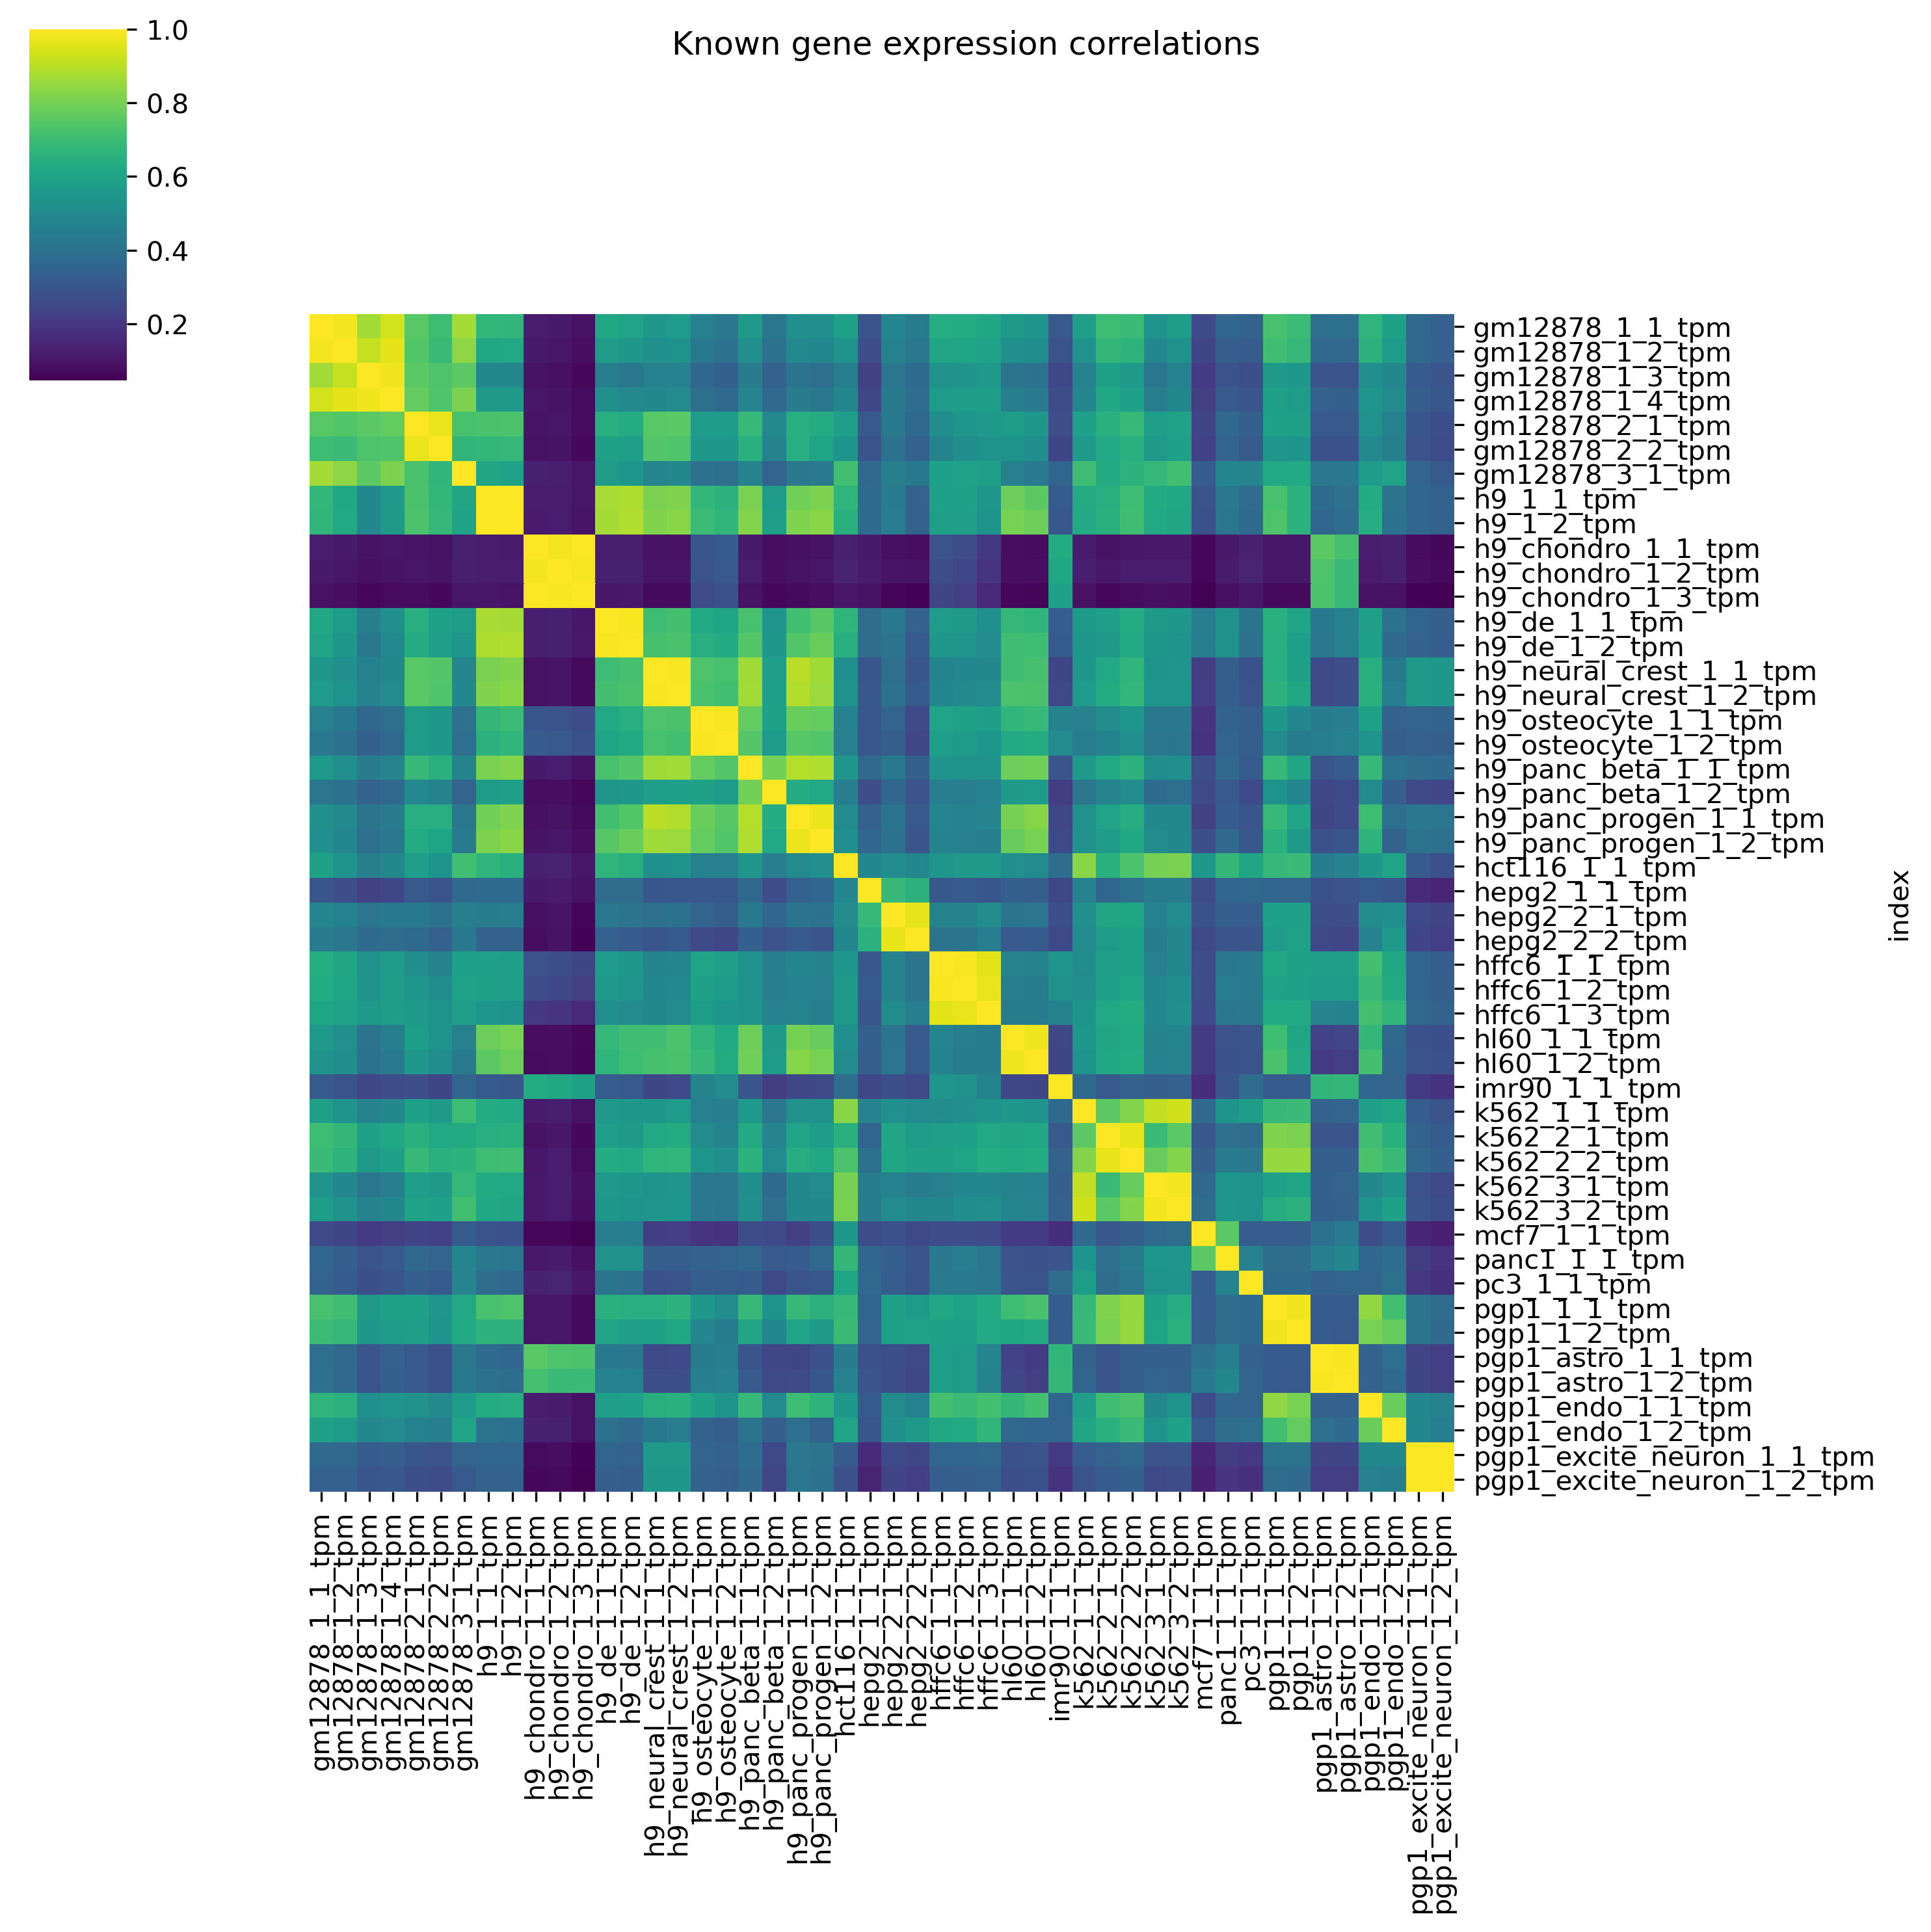 Known gene expression correlations
1.0
0.8
0.6
0.4
0.2
gm12878_1_1_tpm
gm12878_1_2_tpm
gm12878_1_3_tpm
gm12878_1_4_tpm
gm12878_2_1_tpm
gm12878_2_2_tpm
gm12878_3_1_tpm
h9_1_1_tpm
h9_1_2_tpm
h9_chondro_1_1_tpm
h9_chondro_1_2_tpm
h9_chondro_1_3_tpm
h9_de_1_1_tpm
h9_de_1_2_tpm
h9_neural_crest_1_1_tpm
h9_neural_crest_1_2_tpm
h9_osteocyte_1_1_tpm
h9_osteocyte_1_2_tpm
h9_panc_beta_1_1_tpm
h9_panc_beta_1_2_tpm
h9_panc_progen_1_1_tpm
h9_panc_progen_1_2_tpm
hct116_1_1_tpm
hepg2_1_1_tpm
hepg2_2_1_tpm
hepg2_2_2_tpm
hffc6_1_1_tpm
hffc6_1_2_tpm
hffc6_1_3_tpm
hl60_1_1_tpm
hl60_1_2_tpm
imr90_1_1_tpm
k562_1_1_tpm
k562_2_1_tpm
k562_2_2_tpm
k562_3_1_tpm
k562_3_2_tpm
mcf7_1_1_tpm
panc1_1_1_tpm
pc3_1_1_tpm
pgp1_1_1_tpm
pgp1_1_2_tpm
pgp1_astro_1_1_tpm
pgp1_astro_1_2_tpm
pgp1_endo_1_1_tpm
pgp1_endo_1_2_tpm
pgp1_excite_neuron_1_1_tpm
pgp1_excite_neuron_1_2_tpm
index
gm12878_1_1_tpm
gm12878_1_2_tpm
gm12878_1_3_tpm
gm12878_1_4_tpm
gm12878_2_1_tpm
gm12878_2_2_tpm
gm12878_3_1_tpm
h9_1_1_tpm
h9_1_2_tpm
h9_chondro_1_1_tpm
h9_chondro_1_2_tpm
h9_chondro_1_3_tpm
h9_de_1_1_tpm
h9_de_1_2_tpm
h9_neural_crest_1_1_tpm
h9_neural_crest_1_2_tpm
h9_osteocyte_1_1_tpm
h9_osteocyte_1_2_tpm
h9_panc_beta_1_1_tpm
h9_panc_beta_1_2_tpm
h9_panc_progen_1_1_tpm
h9_panc_progen_1_2_tpm
hct116_1_1_tpm
hepg2_1_1_tpm
hepg2_2_1_tpm
hepg2_2_2_tpm
hffc6_1_1_tpm
hffc6_1_2_tpm
hffc6_1_3_tpm
hl60_1_1_tpm
hl60_1_2_tpm
imr90_1_1_tpm
k562_1_1_tpm
k562_2_1_tpm
k562_2_2_tpm
k562_3_1_tpm
k562_3_2_tpm
mcf7_1_1_tpm
panc1_1_1_tpm
pc3_1_1_tpm
pgp1_1_1_tpm
pgp1_1_2_tpm
pgp1_astro_1_1_tpm
pgp1_astro_1_2_tpm
pgp1_endo_1_1_tpm
pgp1_endo_1_2_tpm
pgp1_excite_neuron_1_1_tpm
pgp1_excite_neuron_1_2_tpm